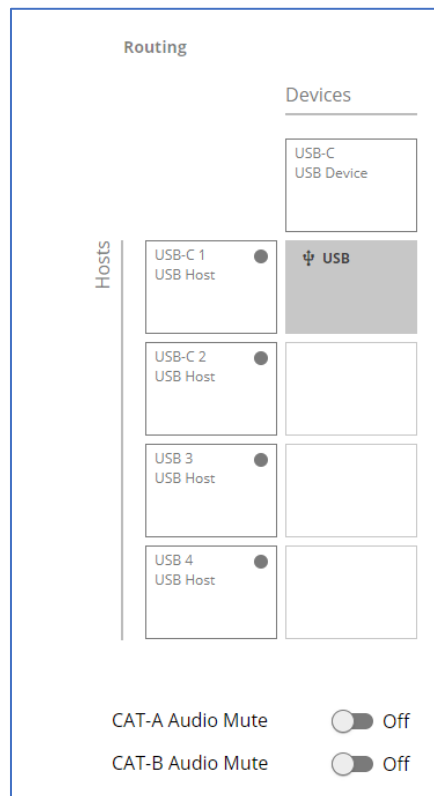 Routing
Devices
USB-C
USB Device
Hosts
USB-C 1
USB Host
USB
USB-C 2
USB Host
USB 3
USB Host
USB 4
USB Host
CAT-A Audio Mute Off
CAT-B Audio Mute Off